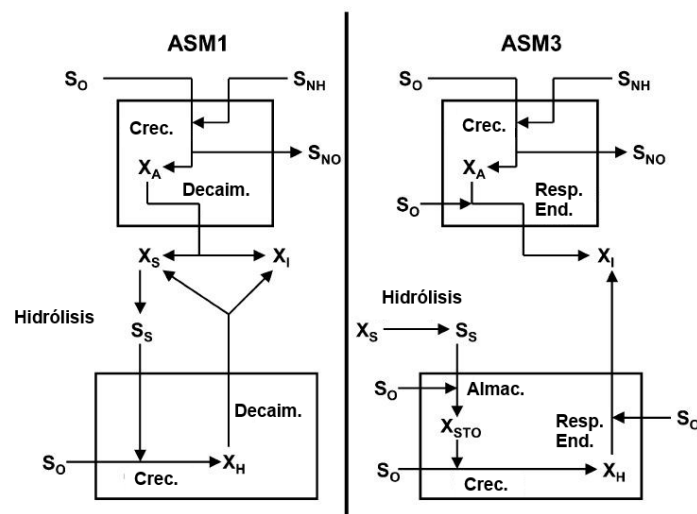 ASM1
S_O
S_NH
Crec.
S_NO
X_A
Decaim.
X_S
X_I
Hidrólisis
S_S
Decaim.
S_O
Crec.
X_H
ASM3
S_O
S_NH
Crec.
S_NO
X_A
S_O
Resp.
End.
X_I
Hidrólisis
X_S
S_S
S_O
Almac.
X_STO
Resp.
End.
S_O
S_O
Crec.
X_H